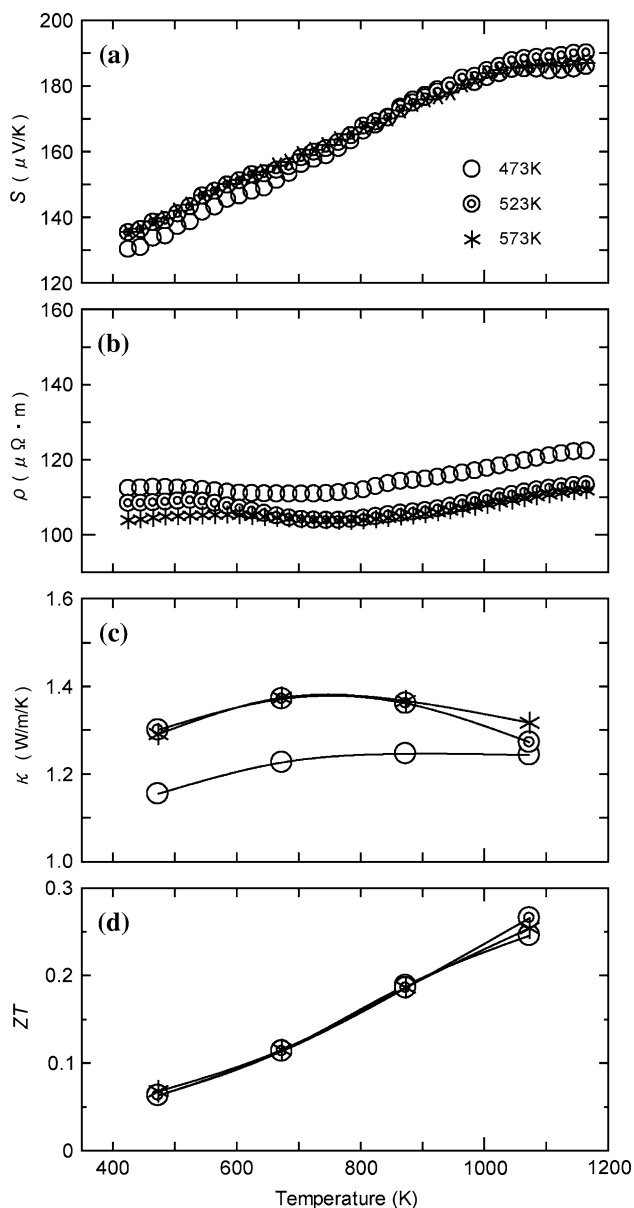 200
(a)
180
160
S ( μ V/K )
473K
523K
140
573K
120
160
(b)
140
ρ ( μ Ω · m )
120
100
1.6
(c)
1.4
κ ( W/m/K )
1.2
1.0
0.3
(d)
0.2
ZT
0.1
0
400 600 800 1000 1200
Temperature (K)